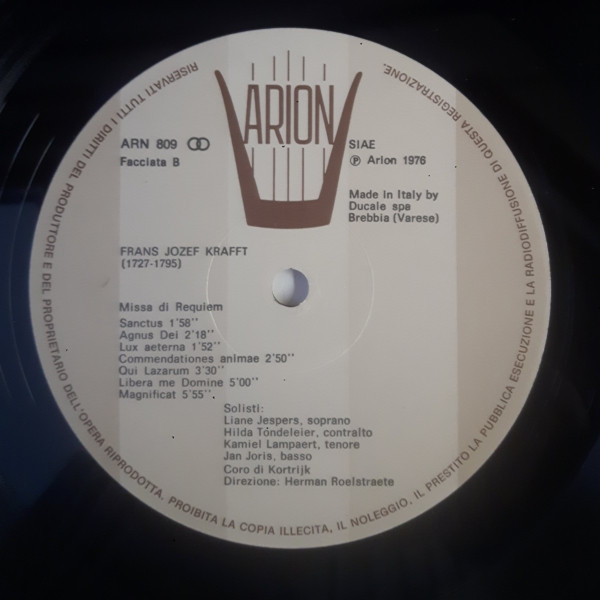 ARION
ARN 809
Facciata B
SIAE
Ⓟ Arion 1976
Made in Italy by
Ducale spa
Brebbia (Varese)
FRANS JOZEF KRAFFT
(1727-1795)
Missa di Requiem
Sanctus 1'58''
Agnus Dei 2'18''
Lux aeterna 1'52''
Commendationes animae 2'50''
Qui Lazarum 3'30''
Libera me Domine 5'00''
Magnificat 5'55''
Solisti:
Liane Jespers, soprano
Hilda Tóndeleier, contralto
Kamiel Lampaert, tenore
Jan Joris, basso
Coro di Kortrijk
Direzione: Herman Roelstraete
RISERVATI TUTTI I DIRITTI DEL PRODUTTORE E DEL PROPRIETARIO DELL'OPERA RIPRODOTTA. PROIBITA LA COPIA ILLECITA, IL NOLEGGIO, IL PRESTITO LA PUBBLICA ESECUZIONE E LA RADIODIFFUSIONE DI QUESTA REGISTRAZIONE.